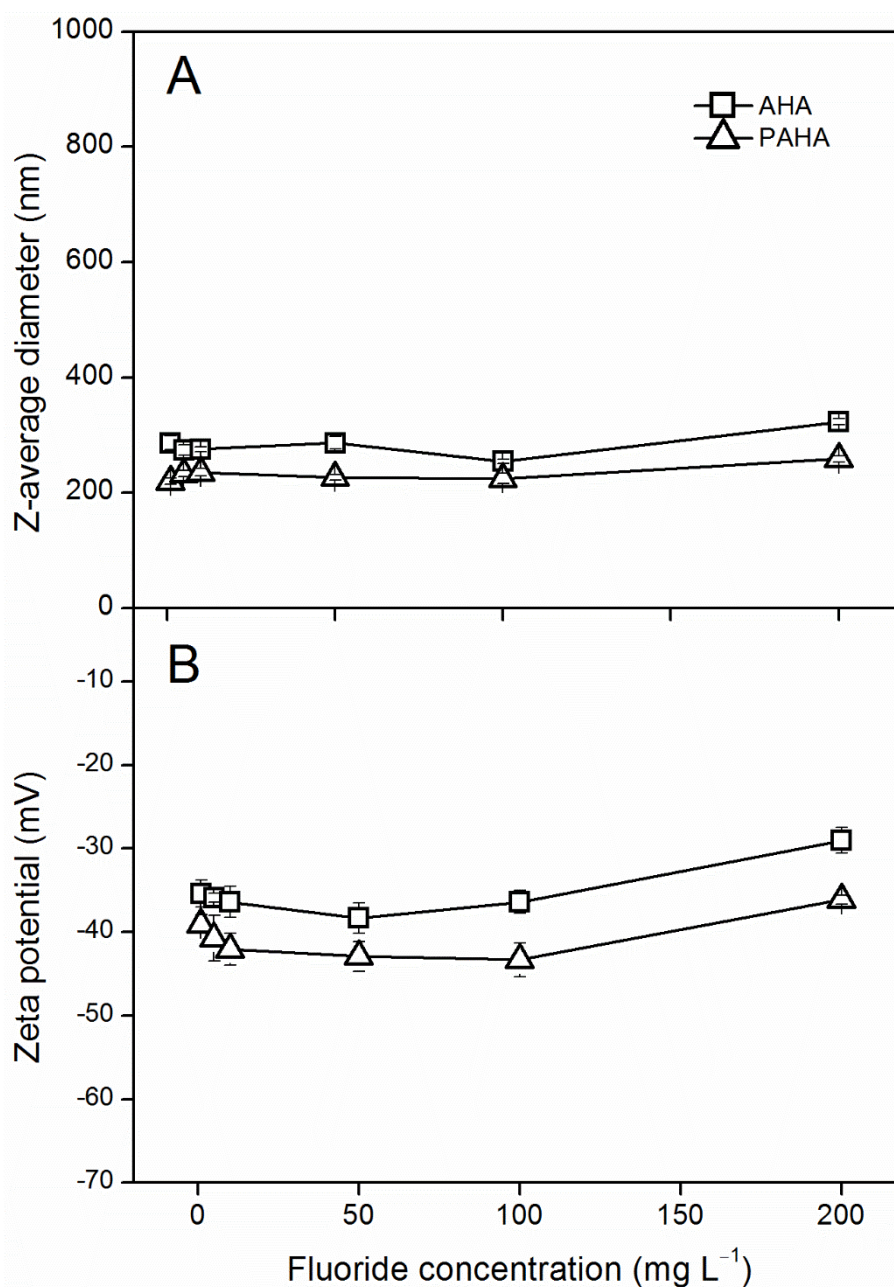 1000
A
AHA
PAHA
800
600
400
200
0
Z-average diameter (nm)
B
-10
-20
-30
-40
-50
-60
-70
Zeta potential (mV)
0 50 100 150 200
Fluoride concentration (mg L⁻¹)